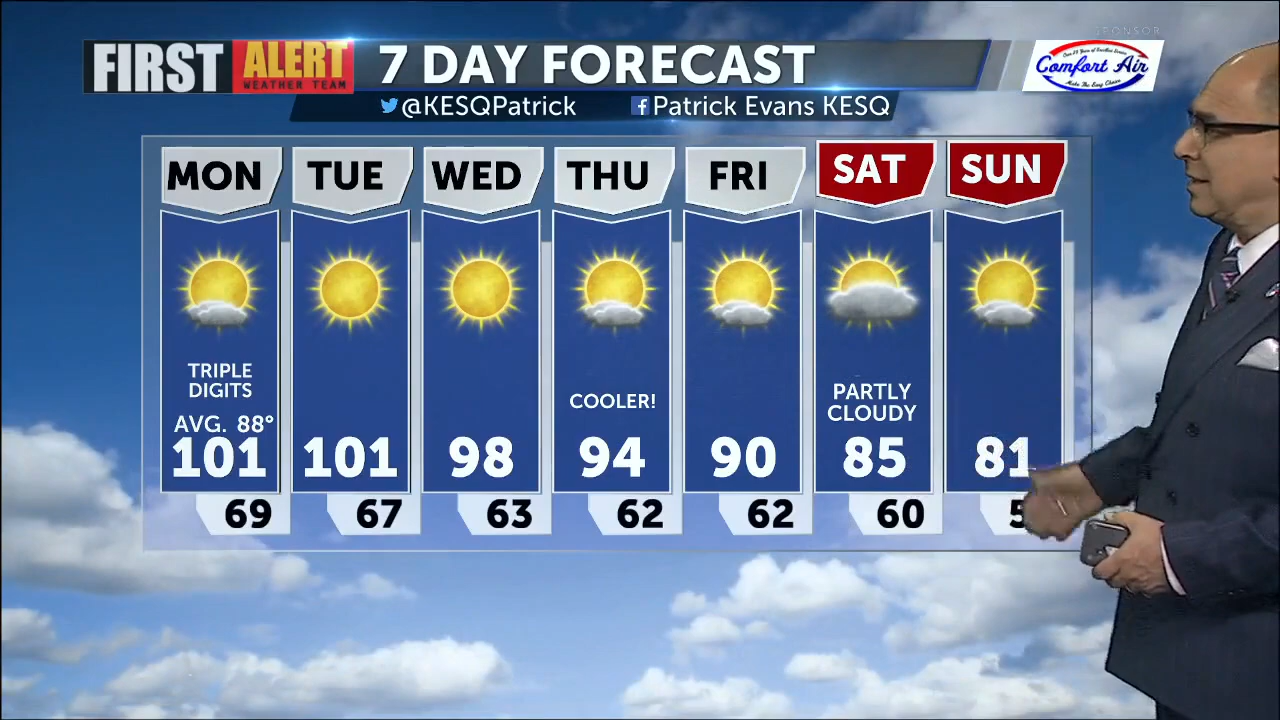 SPONSOR
FIRST ALERT
WEATHER TEAM
7 DAY FORECAST
Comfort Air
@KESQPatrick
Patrick Evans KESQ
MON TUE WED THU FRI SAT SUN
TRIPLE
DIGITS
AVG. 88°
COOLER!
PARTLY
CLOUDY
101 101 98 94 90 85 81
69 67 63 62 62 60